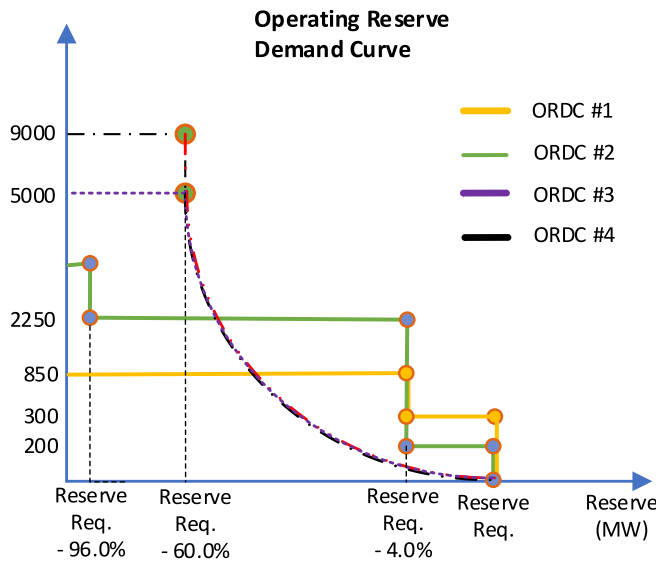 Operating Reserve
Demand Curve
9000
5000
2250
850
300
200
ORDC #1
ORDC #2
ORDC #3
ORDC #4
Reserve
Req.
- 96.0%
Reserve
Req.
- 60.0%
Reserve
Req.
- 4.0%
Reserve
Req.
Reserve
(MW)